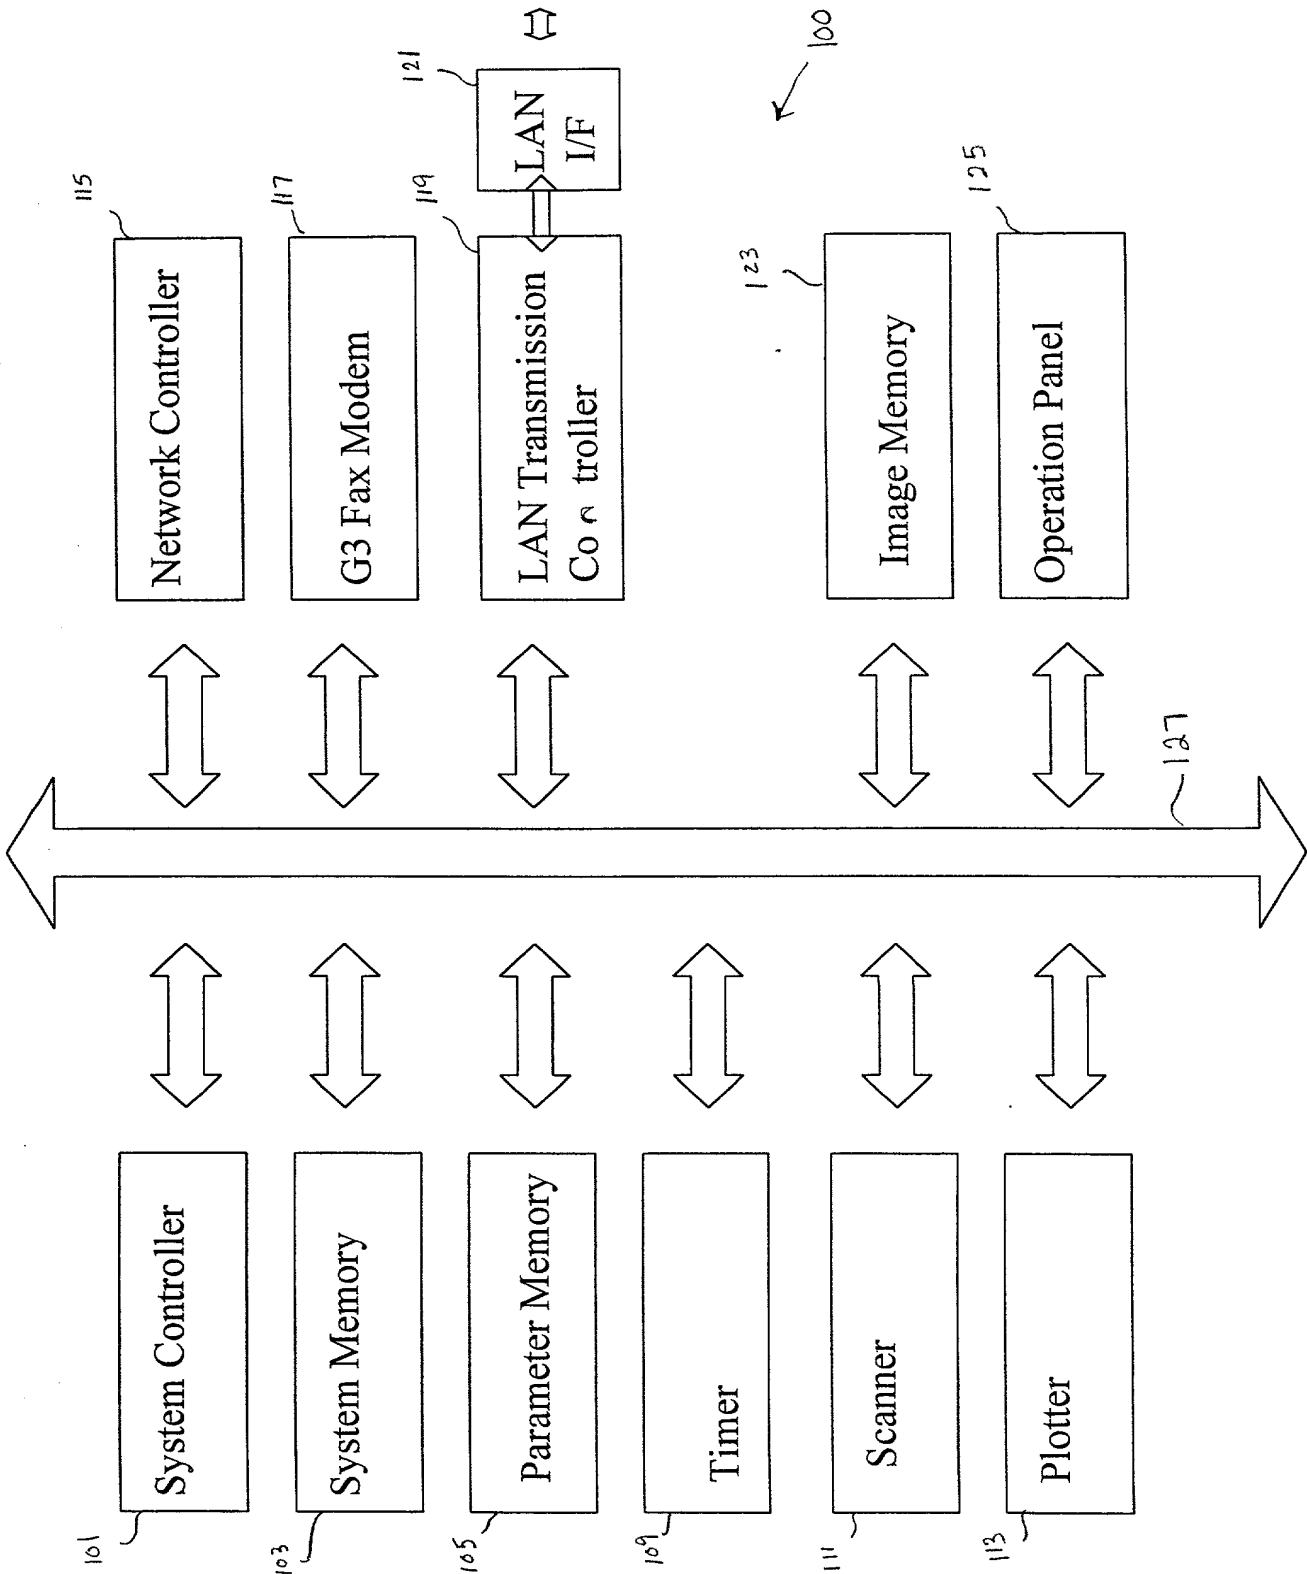 101
System Controller
103
System Memory
105
Parameter Memory
109
Timer
111
Scanner
113
Plotter
115
Network Controller
117
G3 Fax Modem
119
LAN Transmission
Controller
121
LAN
I/F
123
Image Memory
125
Operation Panel
127
100